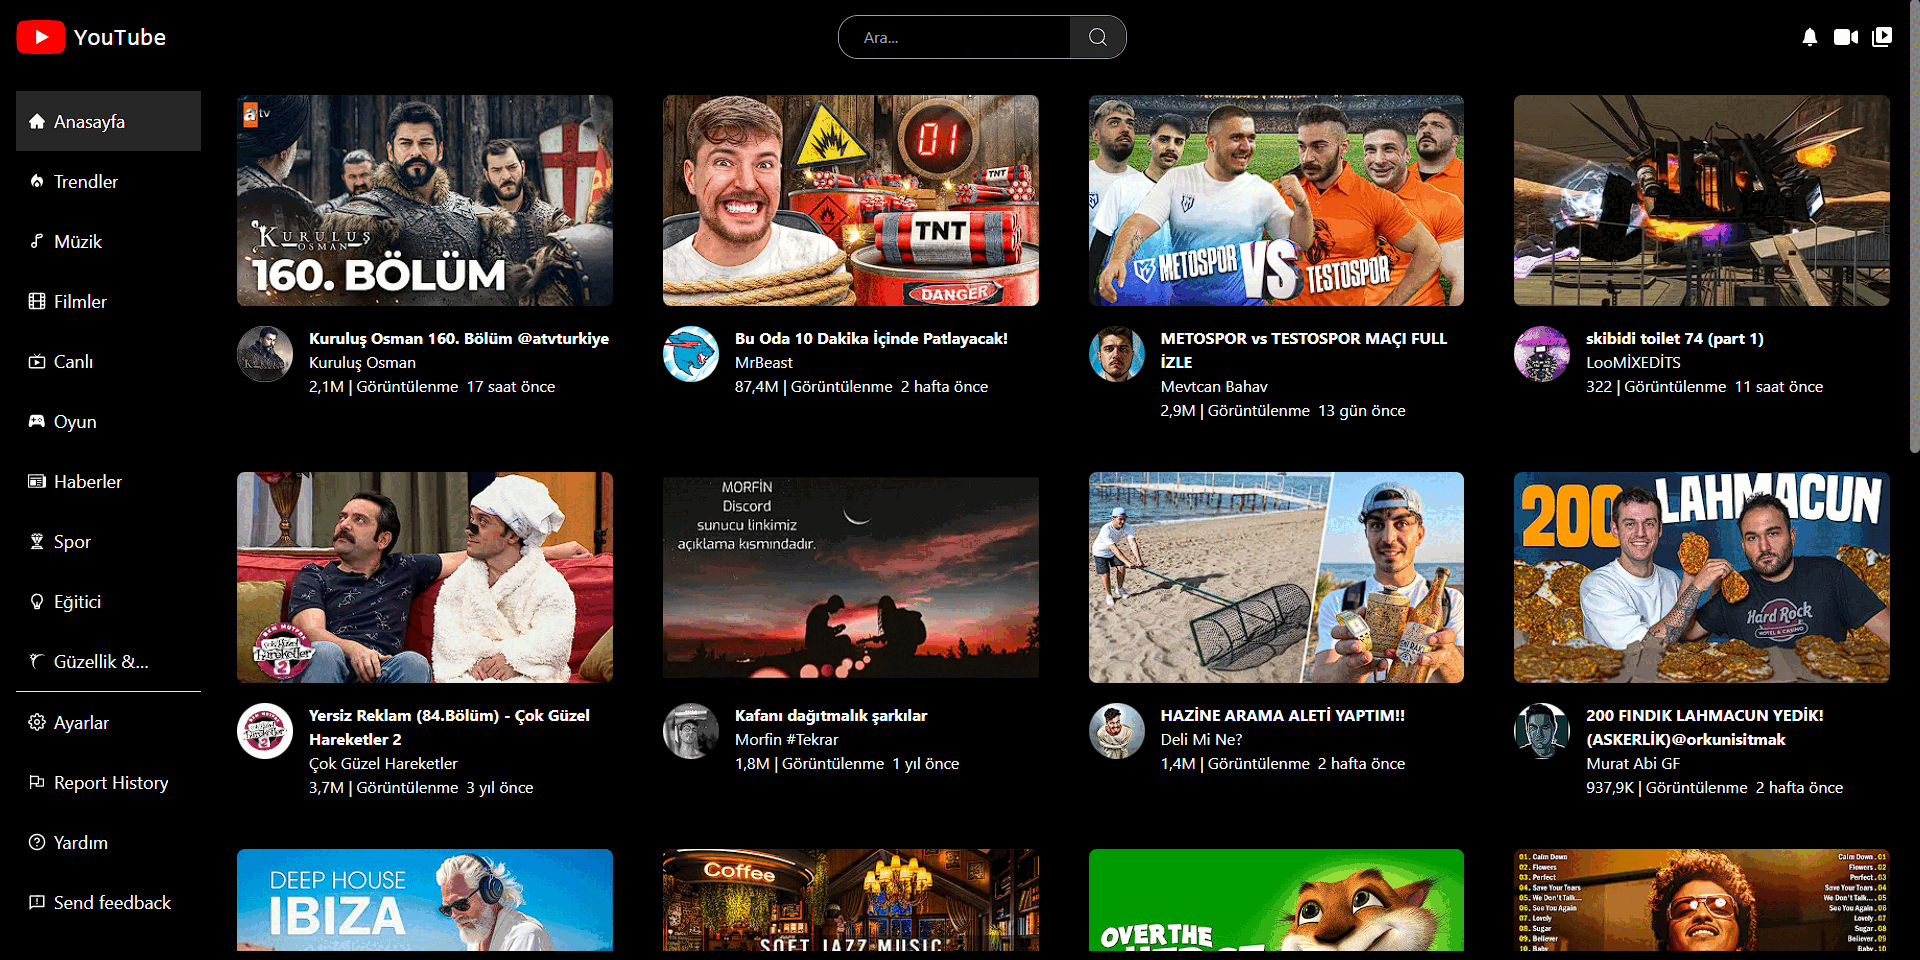 YouTube
Ara...
Anasayfa
Trendler
Müzik
Filmler
Canlı
Oyun
Haberler
Spor
Eğitici
Güzellik &...
Ayarlar
Report History
Yardım
Send feedback
a tv
KURULUŞ
OSMAN
160. BÖLÜM
Kuruluş Osman 160. Bölüm @atvturkiye
Kuruluş Osman
2,1M | Görüntülenme 17 saat önce
01
TNT
TNT
DANGER
Bu Oda 10 Dakika İçinde Patlayacak!
MrBeast
87,4M | Görüntülenme 2 hafta önce
METOSPOR VS TESTOSPOR
METOSPOR vs TESTOSPOR MAÇI FULL
İZLE
Mevtcan Bahav
2,9M | Görüntülenme 13 gün önce
skibidi toilet 74 (part 1)
LooMİXEDİTS
322 | Görüntülenme 11 saat önce
BKM MUTFAK
Çok Güzel
Hareketler
2
Yersiz Reklam (84.Bölüm) - Çok Güzel
Hareketler 2
Çok Güzel Hareketler
3,7M | Görüntülenme 3 yıl önce
MORFİN
Discord
sunucu linkimiz
açıklama kısmındadır.
Kafanı dağıtmalık şarkılar
Morfin #Tekrar
1,8M | Görüntülenme 1 yıl önce
HAZİNE ARAMA ALETİ YAPTIM!!
Deli Mi Ne?
1,4M | Görüntülenme 2 hafta önce
200 LAHMACUN
Hard Rock
HOTEL & CASINO
200 FINDIK LAHMACUN YEDİK!
(ASKERLİK)@orkunisitmak
Murat Abi GF
937,9K | Görüntülenme 2 hafta önce
DEEP HOUSE
IBIZA
Coffee
SOFT JAZZ MUSIC
OVER THE
HEDGE
01. Calm Down
02. Flowers
03. Perfect
04. Save Your Tears
05. We Don't Talk...
06. See You Again
07. Lovely
08. Sugar
09. Believer
10. Baby
Calm Down .01
Flowers .02
Perfect .03
Save Your Tears .04
We Don't Talk... .05
See You Again .06
Lovely .07
Sugar .08
Believer .09
Baby .10